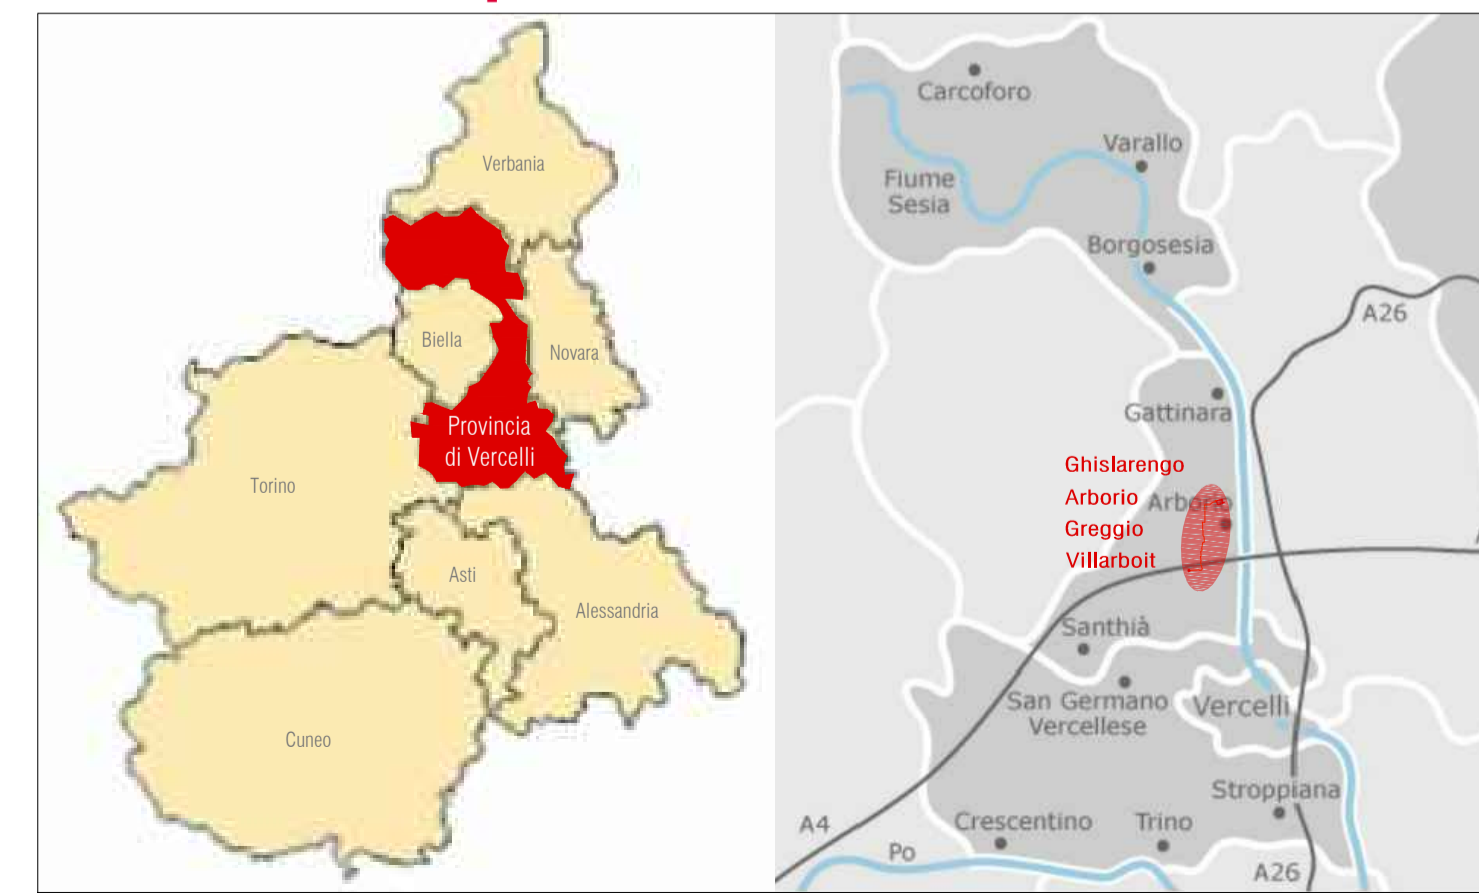 Verbania
Biella
Novara
Provincia
di Vercelli
Torino
Asti
Alessandria
Cuneo
Carcoforo
Varallo
Fiume
Sesia
Borgosesia
A26
Gattinara
Ghislarengo
Arborio
Arborio
Greggio
Villarboit
Santhià
San Germano
Vercellese
Vercelli
Stroppiana
A4
Crescentino
Trino
Po
A26